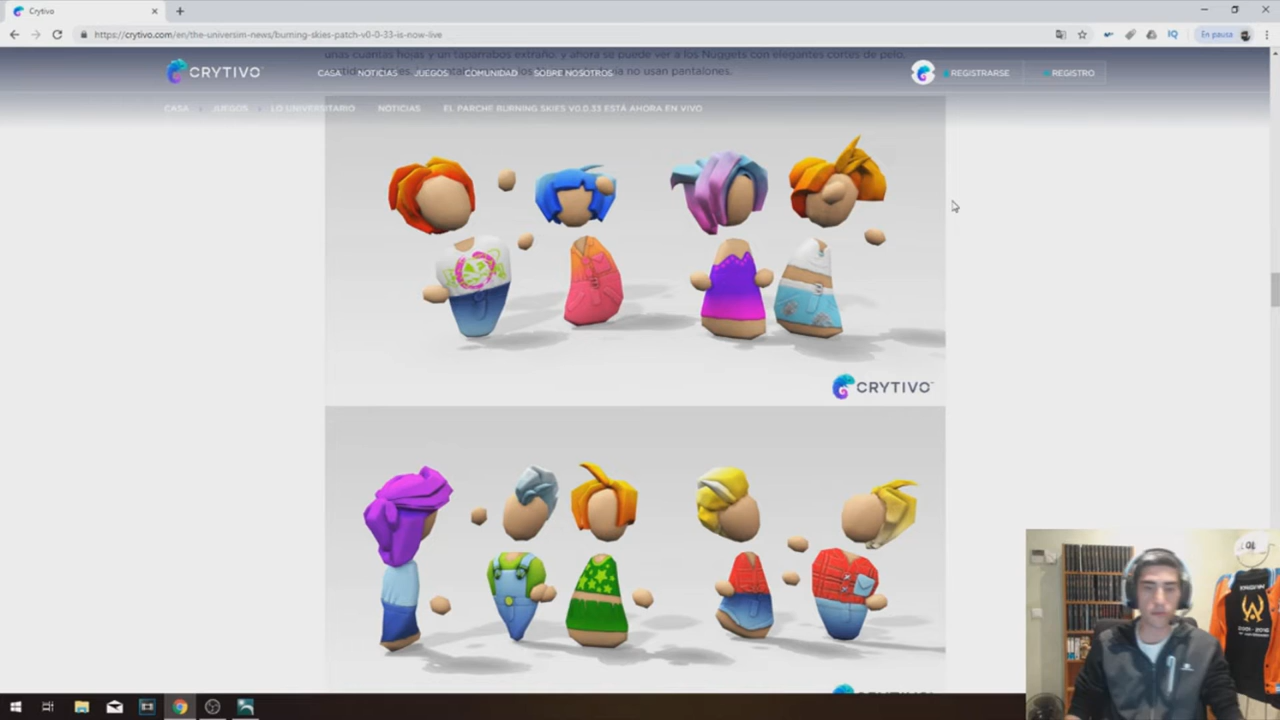 Crytivo
https://crytivo.com/en/the-universim-news/burning-skies-patch-v0-0-33-is-now-live
IQ
En pausa
unas cuantas hojas y un taparrabos extraño; y ahora se puede ver a los Nuggets con elegantes cortes de pelo,
no usan pantalones.
CRYTIVO
CASA NOTICIAS JUEGOS COMUNIDAD SOBRE NOSOTROS
REGISTRARSE
REGISTRO
CASA JUEGOS LO UNIVERSITARIO NOTICIAS EL PARCHE BURNING SKIES V0.0.33 ESTÁ AHORA EN VIVO
CRYTIVO